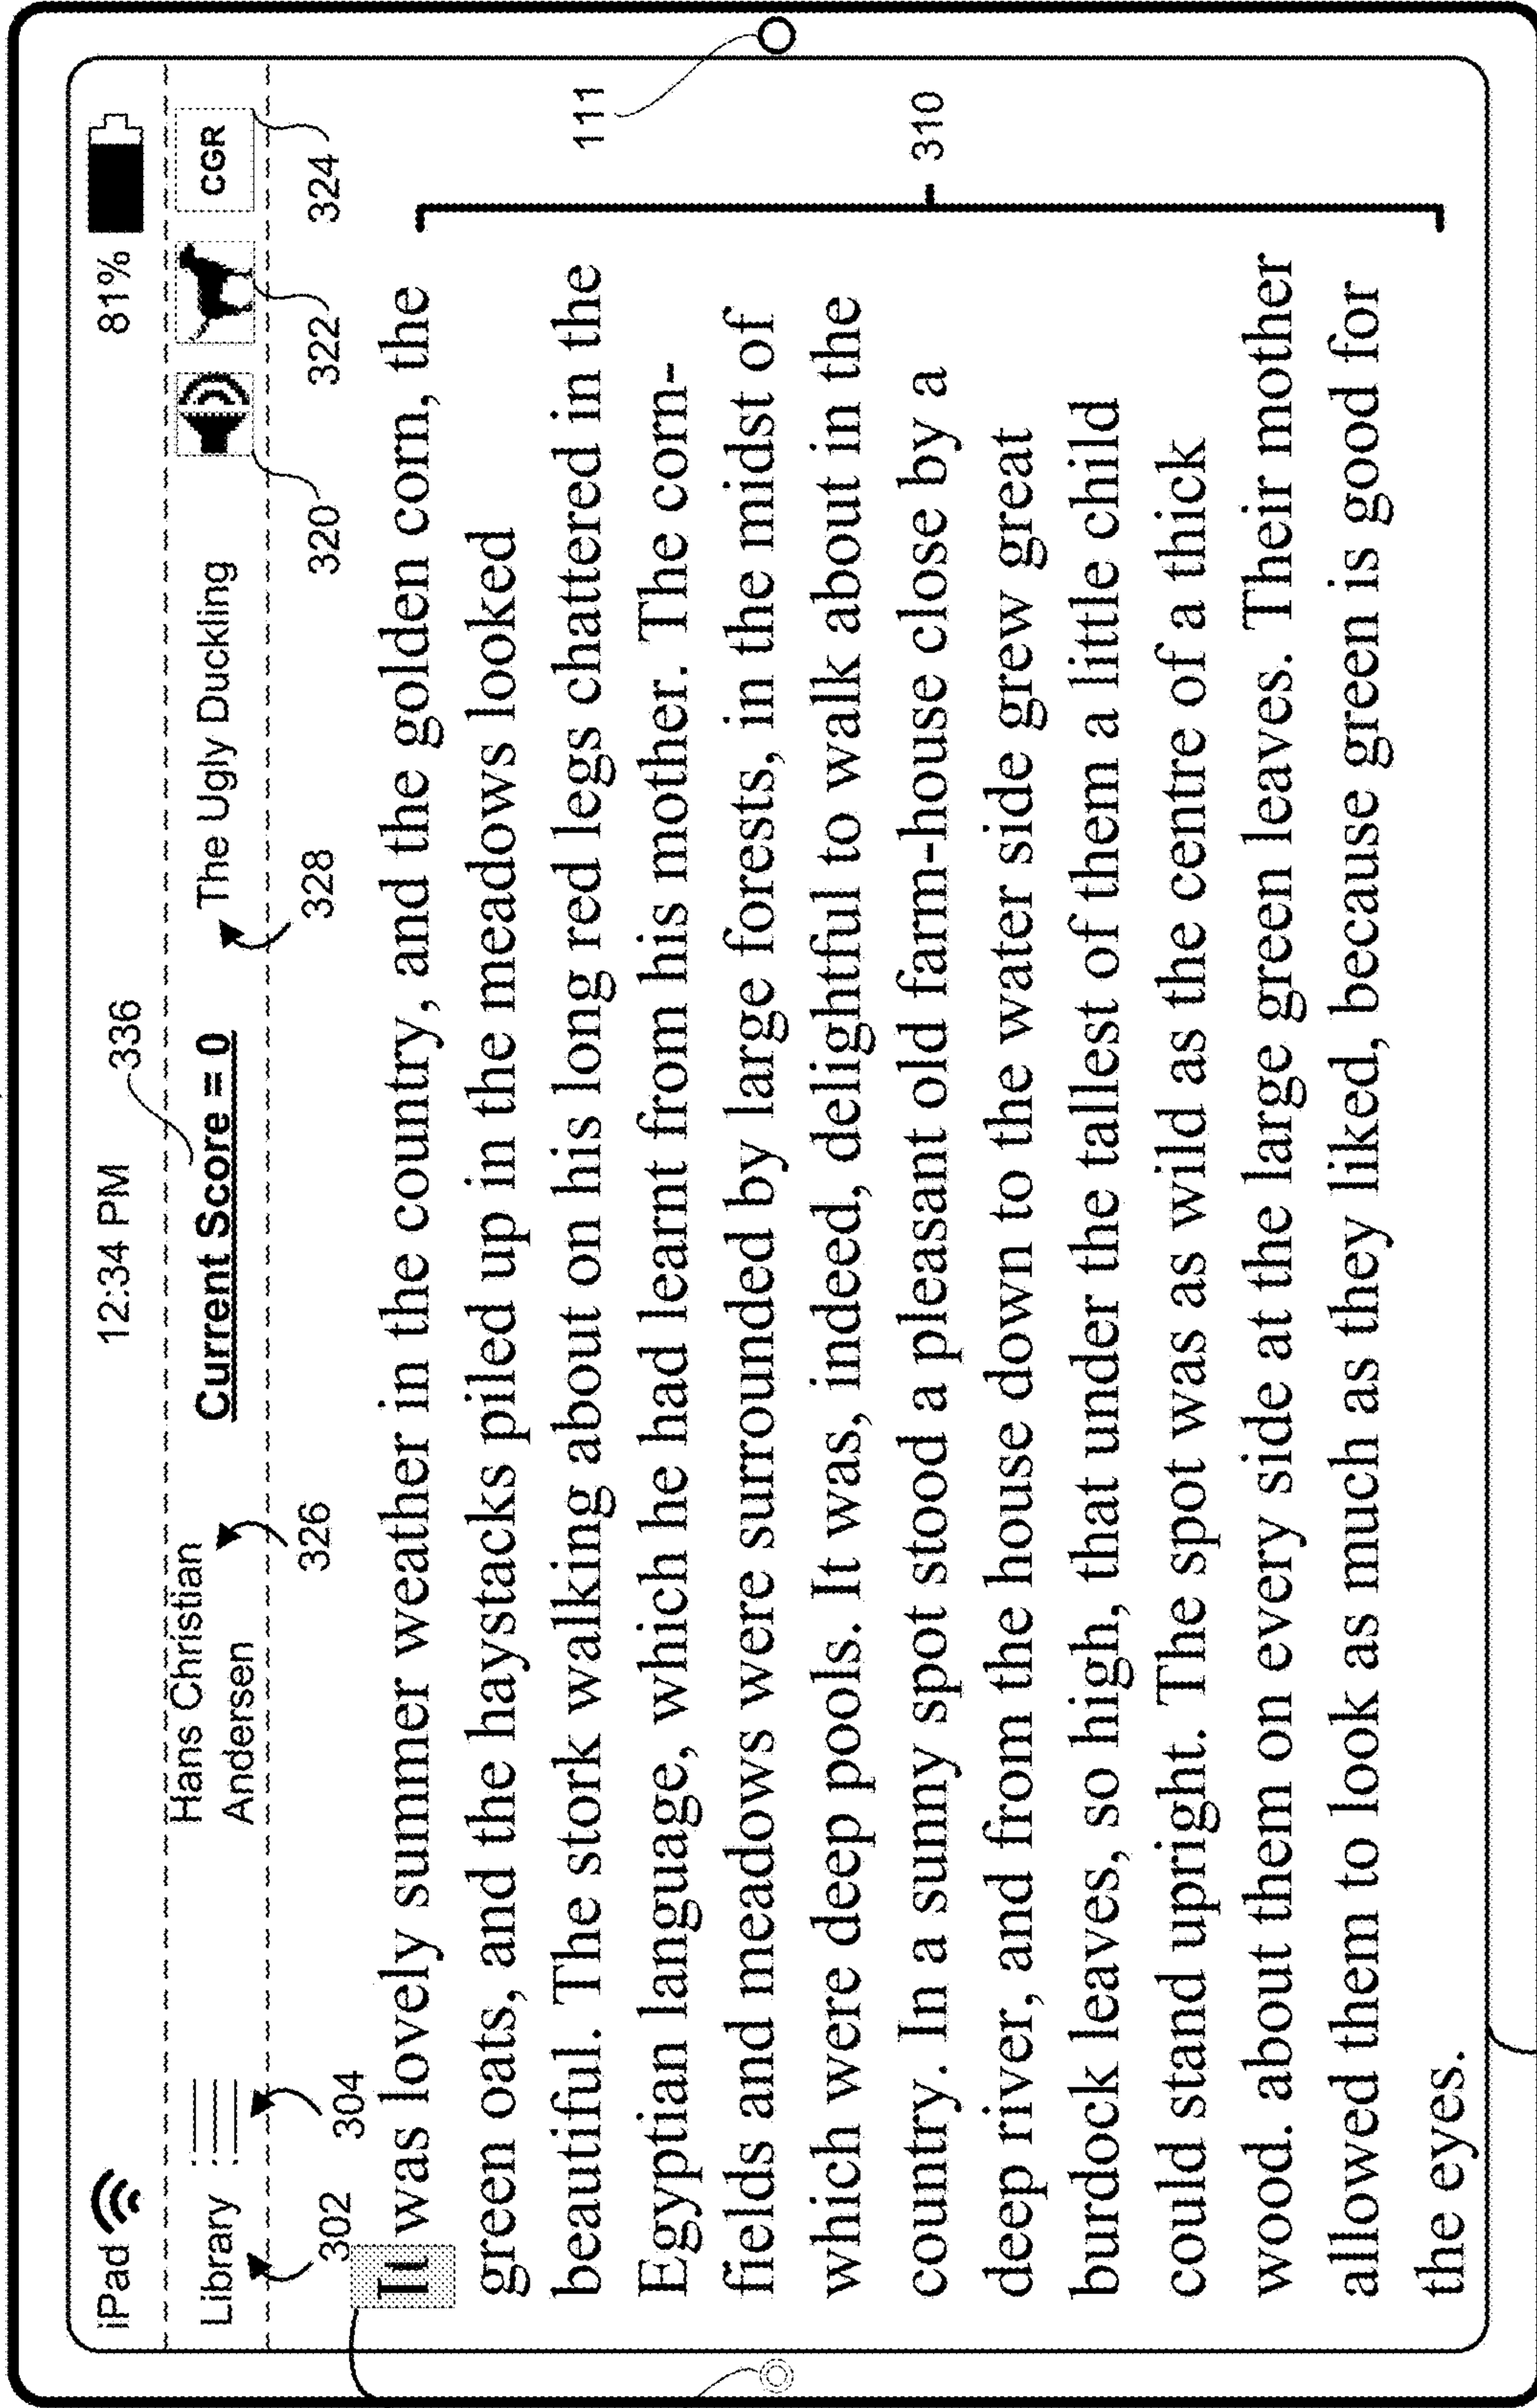 iPad 12:34 PM 81%
336
Library Hans Christian Andersen Current Score = 0 The Ugly Duckling CGR
302 304 326 328 320 322 324
It was lovely summer weather in the country, and the golden corn, the
green oats, and the haystacks piled up in the meadows looked
beautiful. The stork walking about on his long red legs chattered in the
Egyptian language, which he had learnt from his mother. The corn-
fields and meadows were surrounded by large forests, in the midst of
which were deep pools. It was, indeed, delightful to walk about in the
country. In a sunny spot stood a pleasant old farm-house close by a
deep river, and from the house down to the water side grew great
burdock leaves, so high, that under the tallest of them a little child
could stand upright. The spot was as wild as the centre of a thick
wood. about them on every side at the large green leaves. Their mother
allowed them to look as much as they liked, because green is good for
the eyes.
111
310